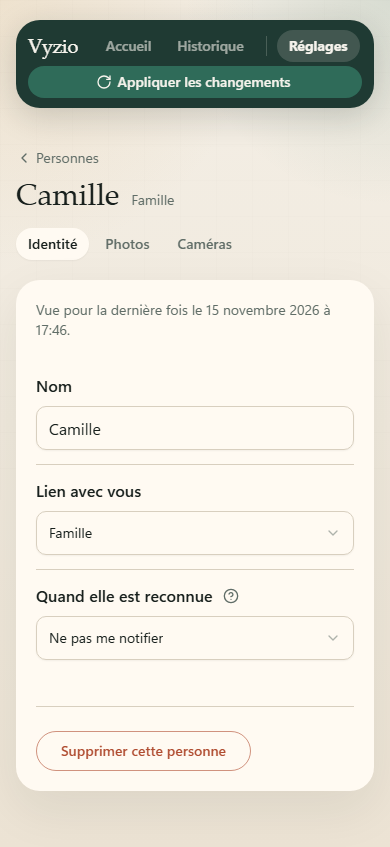 Vyzio
Accueil
Historique
Réglages
Appliquer les changements
Personnes
Camille
Famille
Identité
Photos
Caméras
Vue pour la dernière fois le 15 novembre 2026 à
17:46.
Nom
Camille
Lien avec vous
Famille
Quand elle est reconnue
Ne pas me notifier
Supprimer cette personne